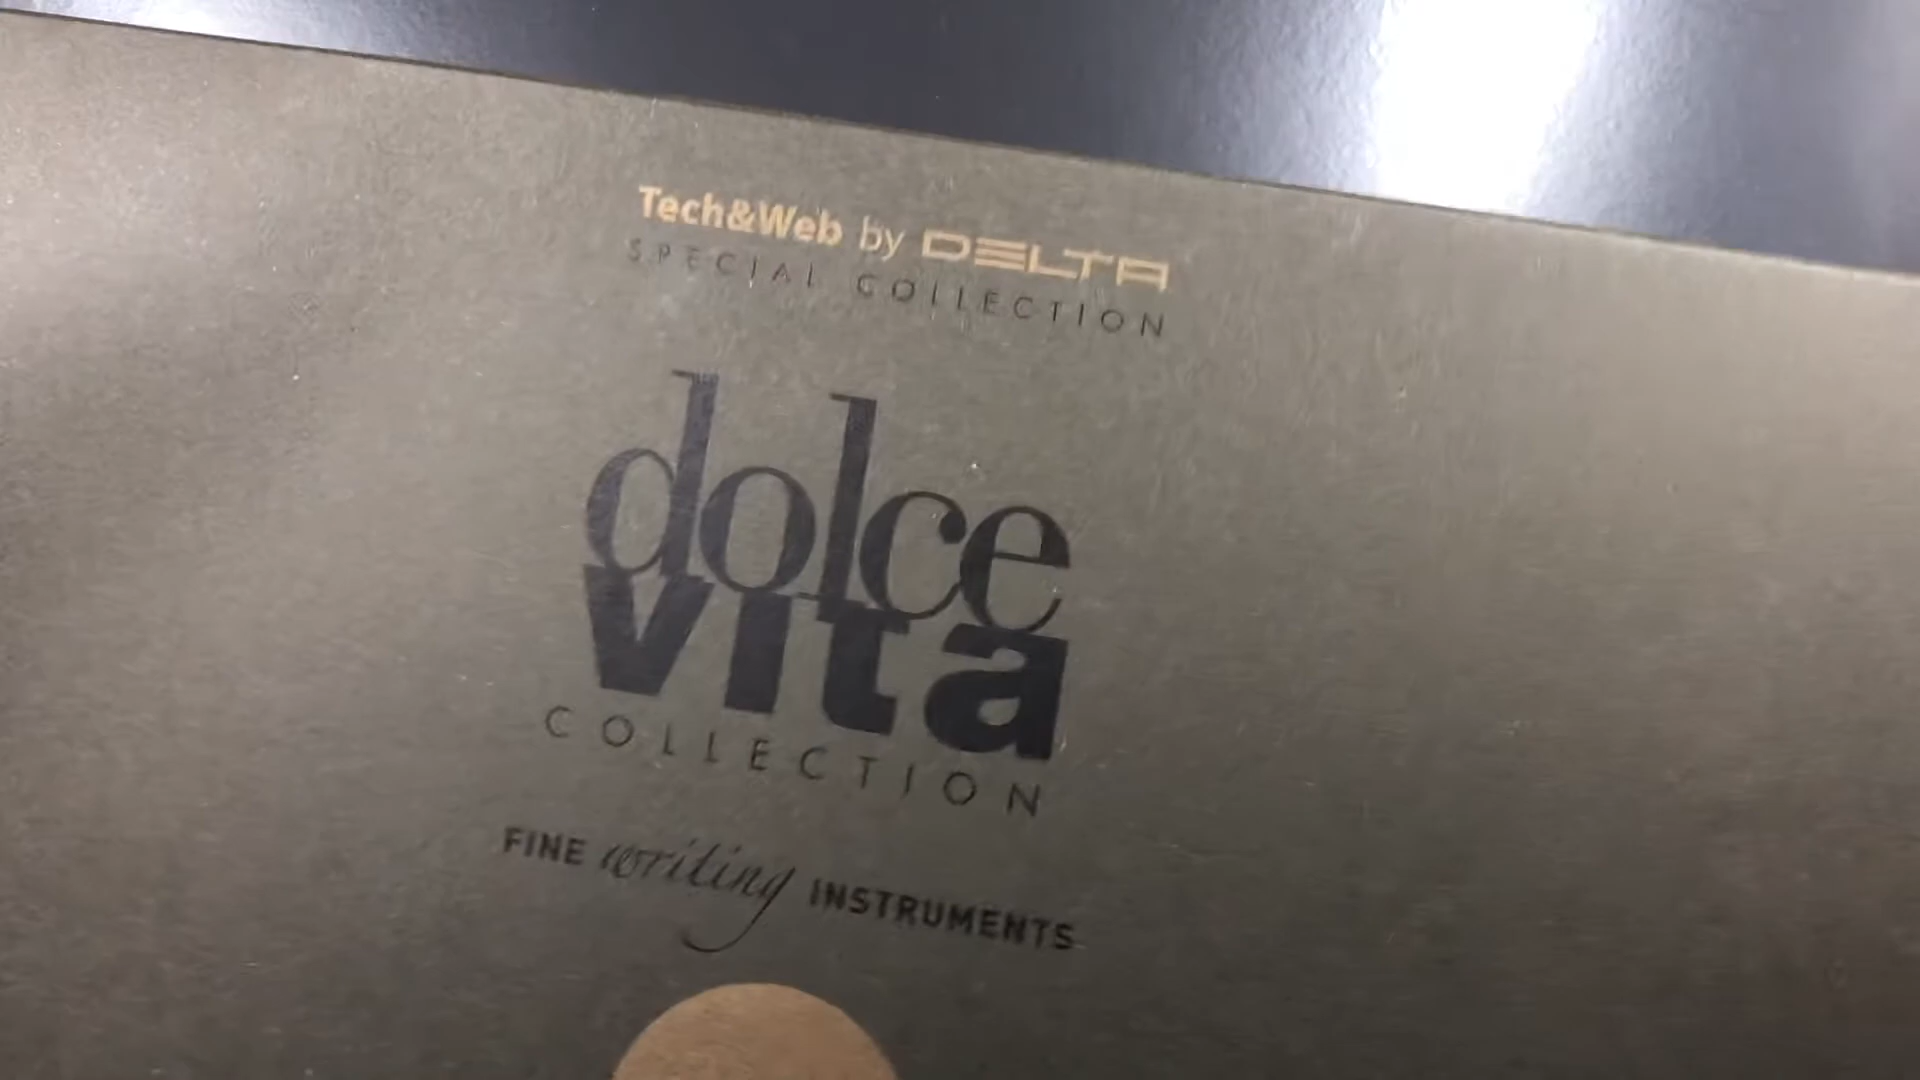 Tech&Web by DELTA
SPECIAL COLLECTION
dolce
vita
COLLECTION
FINE writing INSTRUMENTS